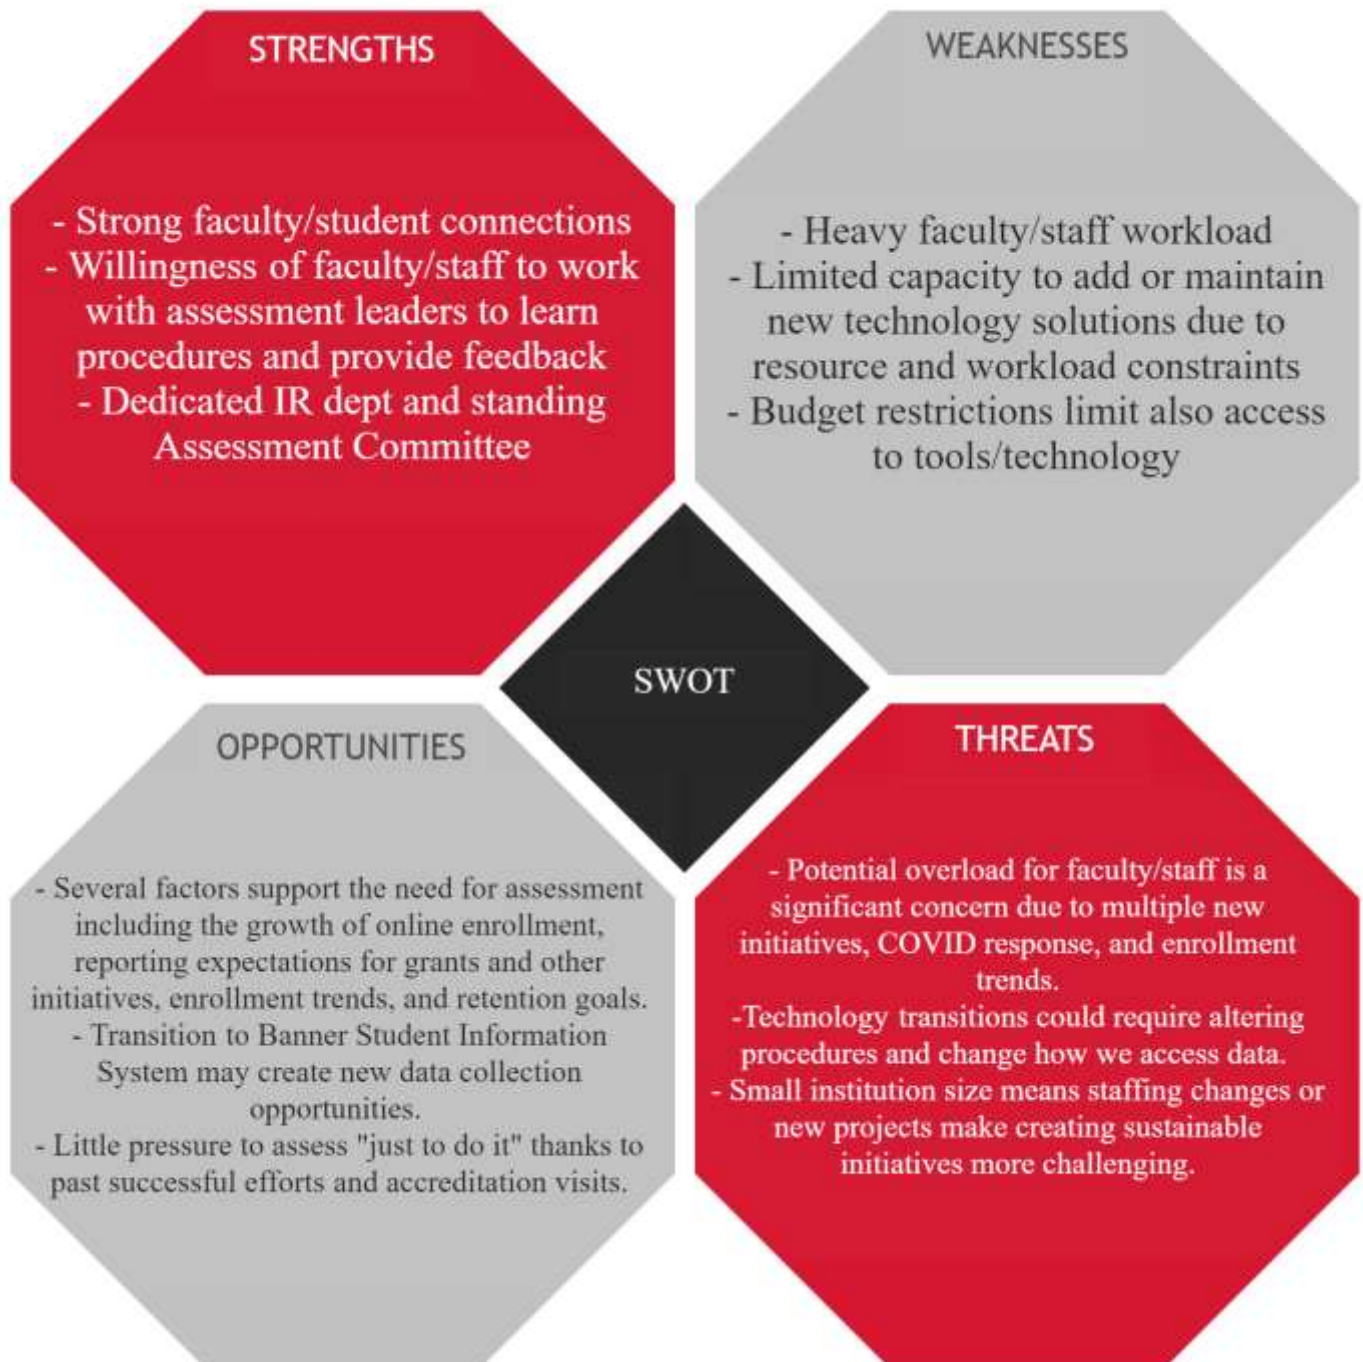 STRENGTHS
- Strong faculty/student connections
- Willingness of faculty/staff to work
with assessment leaders to learn
procedures and provide feedback
- Dedicated IR dept and standing
Assessment Committee
WEAKNESSES
- Heavy faculty/staff workload
- Limited capacity to add or maintain
new technology solutions due to
resource and workload constraints
- Budget restrictions limit also access
to tools/technology
SWOT
OPPORTUNITIES
- Several factors support the need for assessment
including the growth of online enrollment,
reporting expectations for grants and other
initiatives, enrollment trends, and retention goals.
- Transition to Banner Student Information
System may create new data collection
opportunities.
- Little pressure to assess "just to do it" thanks to
past successful efforts and accreditation visits.
THREATS
- Potential overload for faculty/staff is a
significant concern due to multiple new
initiatives, COVID response, and enrollment
trends.
-Technology transitions could require altering
procedures and change how we access data.
- Small institution size means staffing changes or
new projects make creating sustainable
initiatives more challenging.